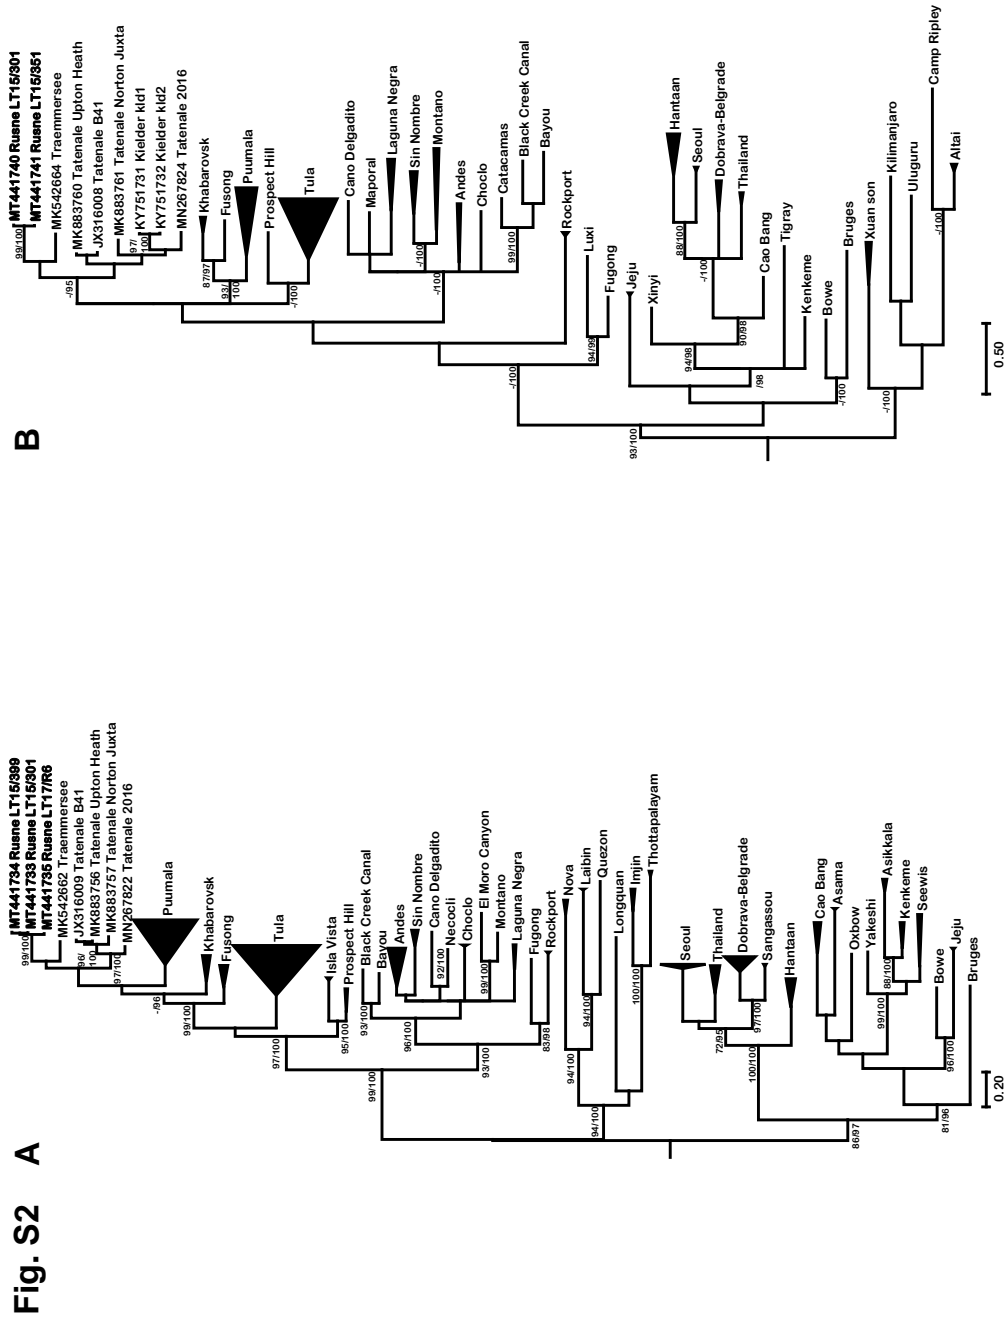 Fig. S2
A
MT441734 Rusne LT15/399
MT441733 Rusne LT15/301
MT441735 Rusne LT17/R6
MK542662 Traemmersee
JX316009 Tatenale B41
MK883756 Tatenale Upton Heath
MK883757 Tatenale Norton Juxta
MN267822 Tatenale 2016
Puumala
Khabarovsk
Fusong
Tula
Isla Vista
Prospect Hill
Black Creek Canal
Bayou
Andes
Sin Nombre
Cano Delgadito
Necocli
Choclo
El Moro Canyon
Montano
Laguna Negra
Fugong
Rockport
Nova
Laibin
Quezon
Longquan
Imjin
Thottapalayam
Seoul
Thailand
Dobrava-Belgrade
Sangassou
Hantaan
Cao Bang
Asama
Oxbow
Yakeshi
Asikkala
Kenkeme
Seewis
Bowe
Jeju
Bruges
99/100
96/
100
97/100
-/96
99/100
97/100
95/100
93/100
96/100
92/100
99/100
83/98
93/100
99/100
94/100
94/100
100/100
94/100
72/95
97/100
100/100
88/100
99/100
96/100
81/96
86/97
0.20
B
MT441740 Rusne LT15/301
MT441741 Rusne LT15/351
MK542664 Traemmersee
MK883760 Tatenale Upton Heath
JX316008 Tatenale B41
MK883761 Tatenale Norton Juxta
KY751731 Kielder kld1
KY751732 Kielder kld2
MN267824 Tatenale 2016
Khabarovsk
Fusong
Puumala
Prospect Hill
Tula
Cano Delgadito
Maporal
Laguna Negra
Sin Nombre
Montano
Andes
Choclo
Catacamas
Black Creek Canal
Bayou
Rockport
Luxi
Fugong
Jeju
Xinyi
Hantaan
Seoul
Dobrava-Belgrade
Thailand
Cao Bang
Tigray
Kenkeme
Bowe
Bruges
Xuan son
Kilimanjaro
Uluguru
Camp Ripley
Altai
99/100
-/95
97/
100
87/97
93/
100
-/100
-/100
-/100
99/100
94/99
-/100
88/100
-/100
90/98
94/98
/98
-/100
93/100
-/100
-/100
0.50